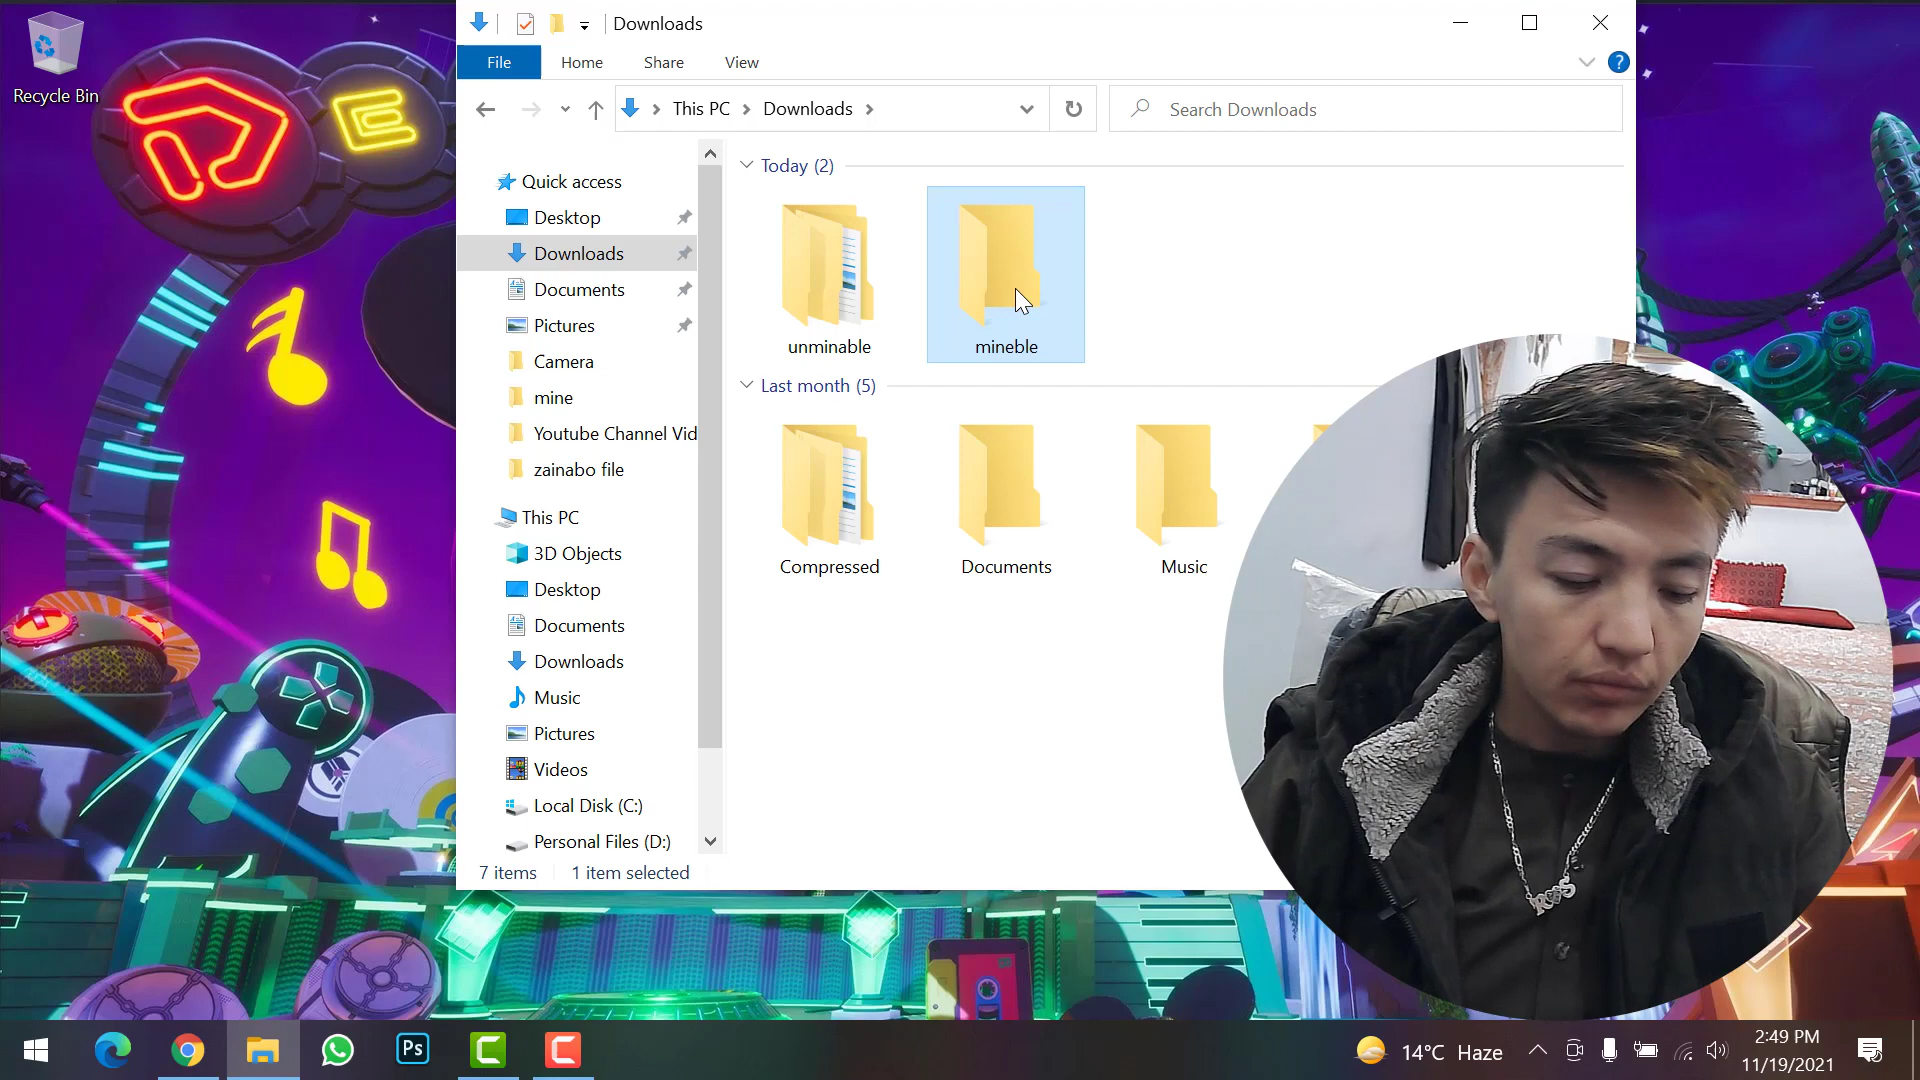 Recycle Bin
Downloads
File
Home
Share
View
?
This PC
Downloads
Search Downloads
Quick access
Desktop
Downloads
Documents
Pictures
Camera
mine
Youtube Channel Vid
zainabo file
This PC
3D Objects
Desktop
Documents
Downloads
Music
Pictures
Videos
Local Disk (C:)
Personal Files (D:)
Today (2)
unminable
mineble
Last month (5)
Compressed
Documents
Music
7 items
1 item selected
E
Ps
14°C Haze
2:49 PM
11/19/2021